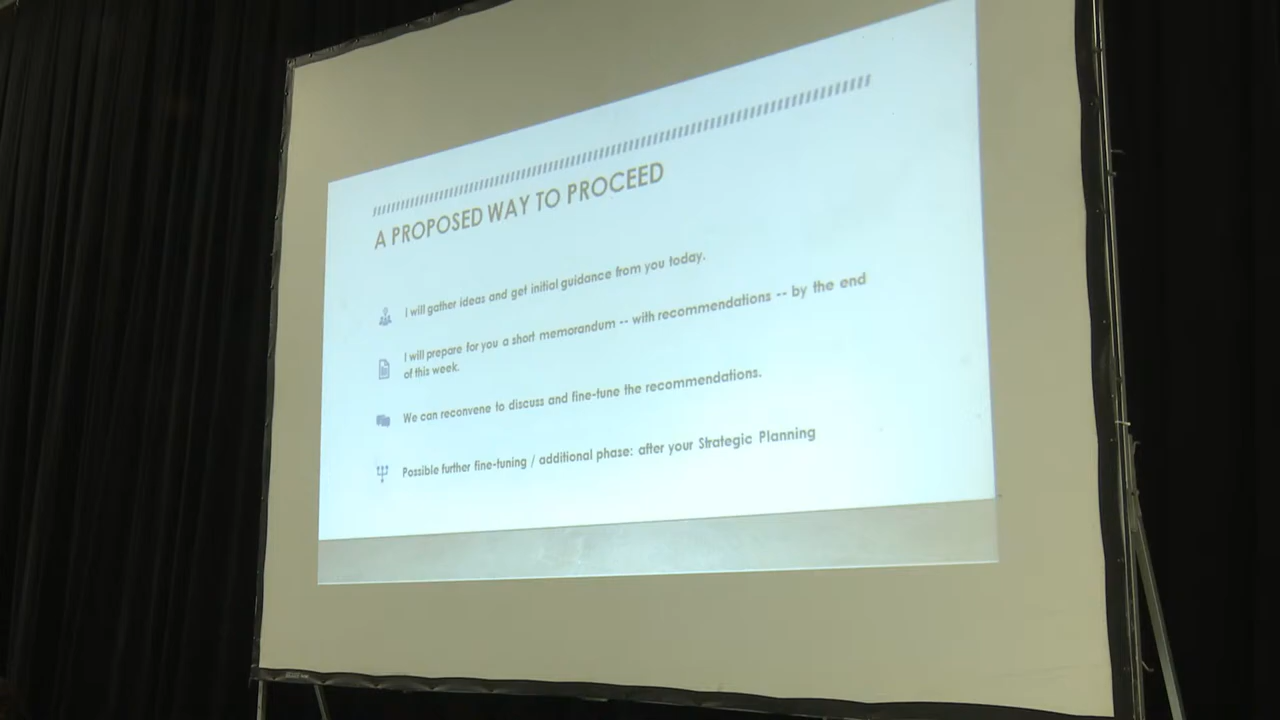 A PROPOSED WAY TO PROCEED
I will gather ideas and get initial guidance from you today.
I will prepare for you a short memorandum -- with recommendations -- by the end
of this week.
We can reconvene to discuss and fine-tune the recommendations.
Possible further fine-tuning / additional phase: after your Strategic Planning